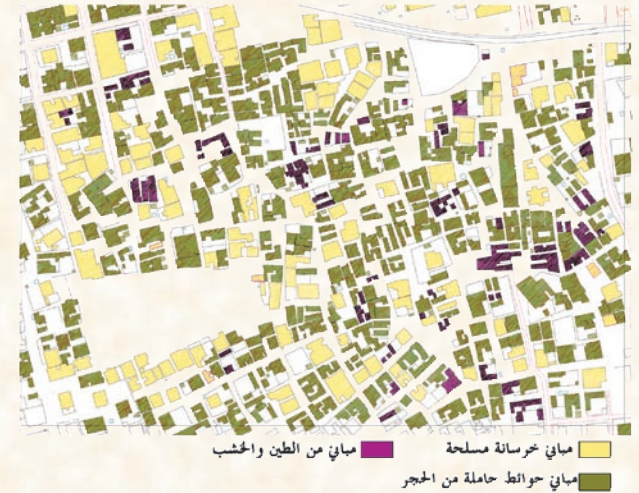 مباني خرسانة مسلحة
مباني من الطين والخشب
مباني حوائط حاملة من الحجر